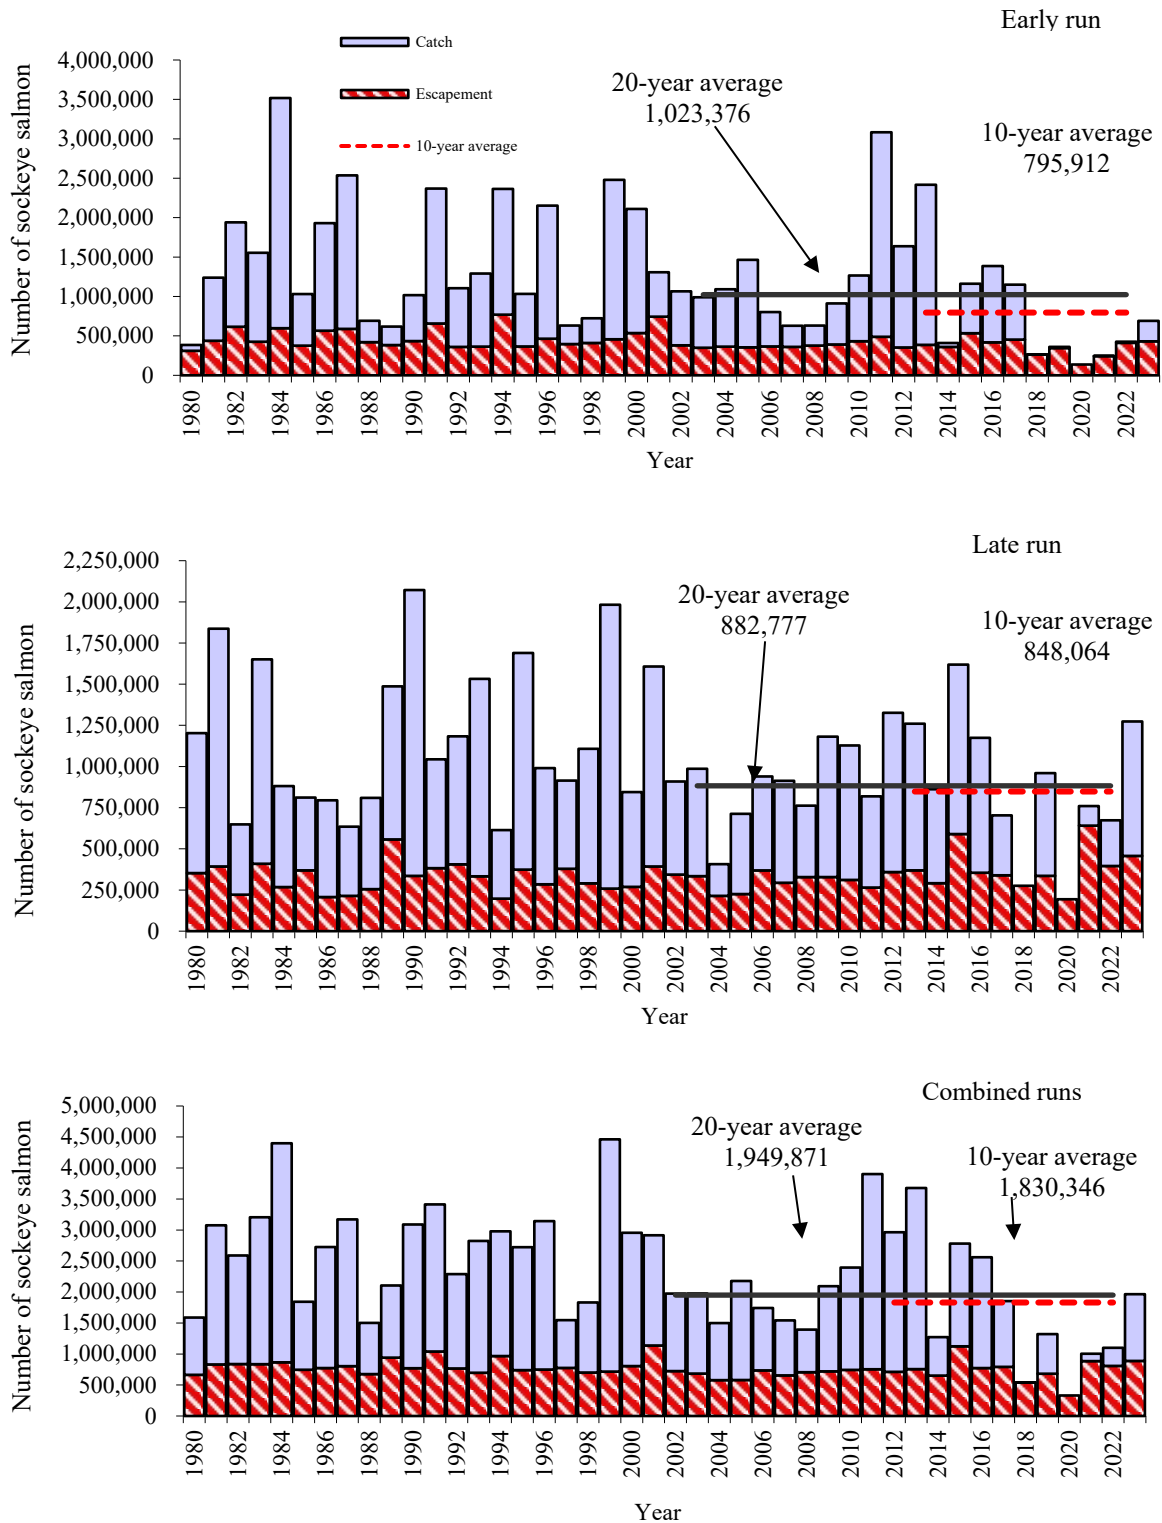 Early run
Catch
Escapement
10-year average
4,000,000
3,500,000
3,000,000
2,500,000
2,000,000
1,500,000
1,000,000
500,000
0
Number of sockeye salmon
20-year average
1,023,376
10-year average
795,912
1980 1982 1984 1986 1988 1990 1992 1994 1996 1998 2000 2002 2004 2006 2008 2010 2012 2014 2016 2018 2020 2022
Year
Late run
2,250,000
2,000,000
1,750,000
1,500,000
1,250,000
1,000,000
750,000
500,000
250,000
0
Number of sockeye salmon
20-year average
882,777
10-year average
848,064
1980 1982 1984 1986 1988 1990 1992 1994 1996 1998 2000 2002 2004 2006 2008 2010 2012 2014 2016 2018 2020 2022
Year
Combined runs
5,000,000
4,500,000
4,000,000
3,500,000
3,000,000
2,500,000
2,000,000
1,500,000
1,000,000
500,000
0
Number of sockeye salmon
20-year average
1,949,871
10-year average
1,830,346
1980 1982 1984 1986 1988 1990 1992 1994 1996 1998 2000 2002 2004 2006 2008 2010 2012 2014 2016 2018 2020 2022
Year